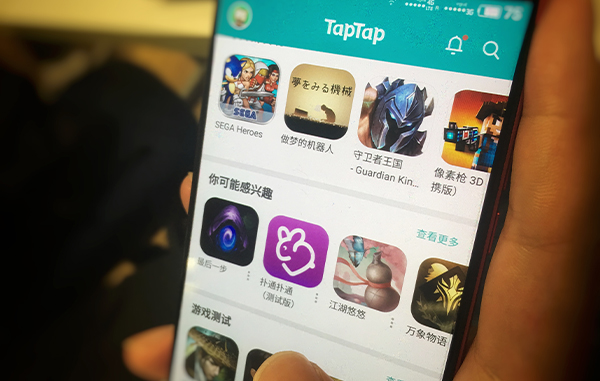 4G
75
TapTap
夢をみる機械
SEGA
SEGA Heroes
做梦的机器人
守卫者王国
- Guardian Kin...
像素枪 3D
携版）
你可能感兴趣
查看更多
最后一步
扑通扑通
（测试版）
江湖悠悠
万象物语
游戏测试